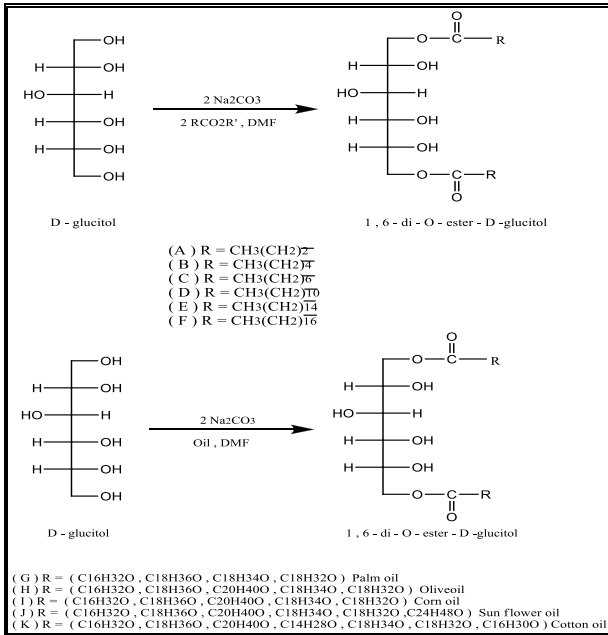 OH
H OH
HO H
H OH
H OH
OH
D - glucitol
2 Na2CO3
2 RCO2R' , DMF
O
O C R
H OH
HO H
H OH
H OH
O C R
O
1 , 6 - di - O - ester - D -glucitol
( A ) R = CH3(CH2)2
( B ) R = CH3(CH2)4
( C ) R = CH3(CH2)6
( D ) R = CH3(CH2)10
( E ) R = CH3(CH2)14
( F ) R = CH3(CH2)16
OH
H OH
HO H
H OH
H OH
OH
D - glucitol
2 Na2CO3
Oil , DMF
O
O C R
H OH
HO H
H OH
H OH
O C R
O
1 , 6 - di - O - ester - D -glucitol
( G ) R = ( C16H32O , C18H36O , C18H34O , C18H32O ) Palm oil
( H ) R = ( C16H32O , C18H36O , C20H40O , C18H34O , C18H32O ) Oliveoil
( I ) R = ( C16H32O , C18H36O , C20H40O , C18H34O , C18H32O ) Corn oil
( J ) R = ( C16H32O , C18H36O , C20H40O , C18H34O , C18H32O ,C24H48O ) Sun flower oil
( K ) R = ( C16H32O , C18H36O , C20H40O , C14H28O , C18H34O , C18H32O , C16H30O ) Cotton oil